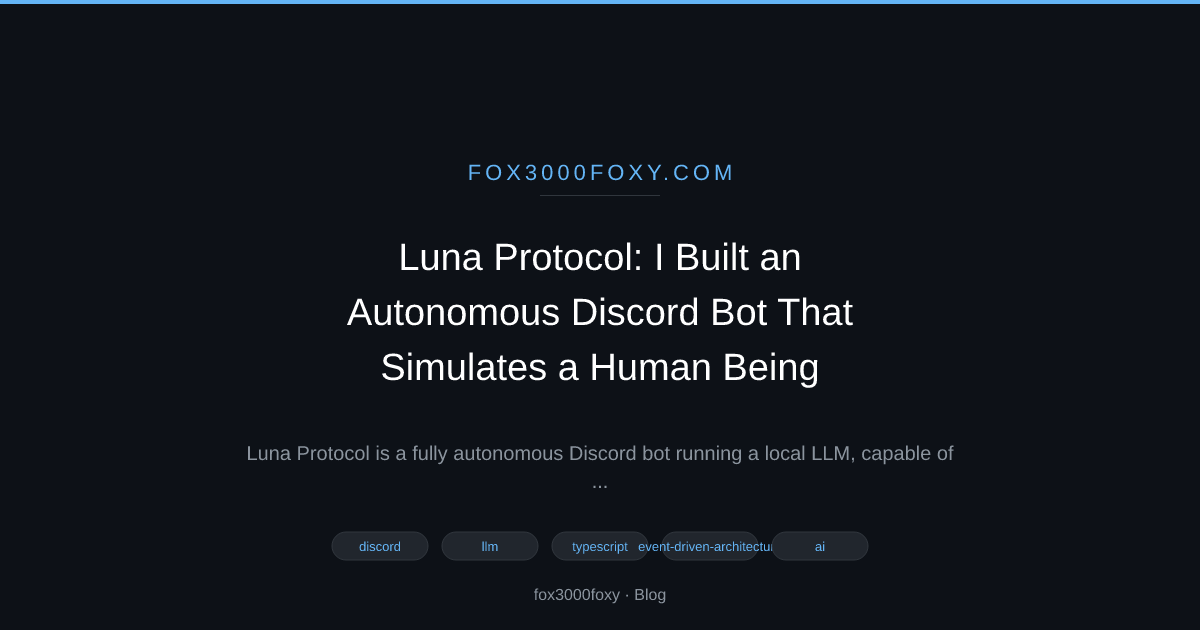 FOX3000FOXY.COM
Luna Protocol: I Built an
Autonomous Discord Bot That
Simulates a Human Being
Luna Protocol is a fully autonomous Discord bot running a local LLM, capable of
...
discord llm typescript event-driven-architectur ai
fox3000foxy · Blog